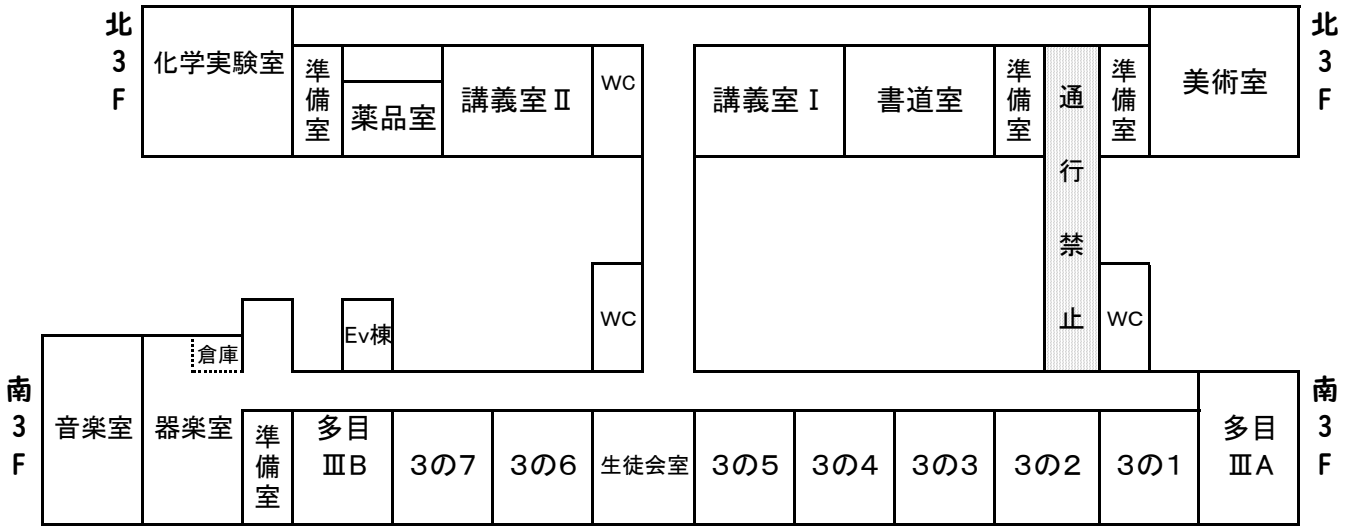 北3F
北3F
化学実験室
準備室
薬品室
講義室Ⅱ
WC
講義室Ⅰ
書道室
準備室
通行禁止
準備室
美術室
WC
WC
Ev棟
倉庫
南3F
南3F
音楽室
器楽室
準備室
多目
ⅢB
3の7
3の6
生徒会室
3の5
3の4
3の3
3の2
3の1
多目
ⅢA